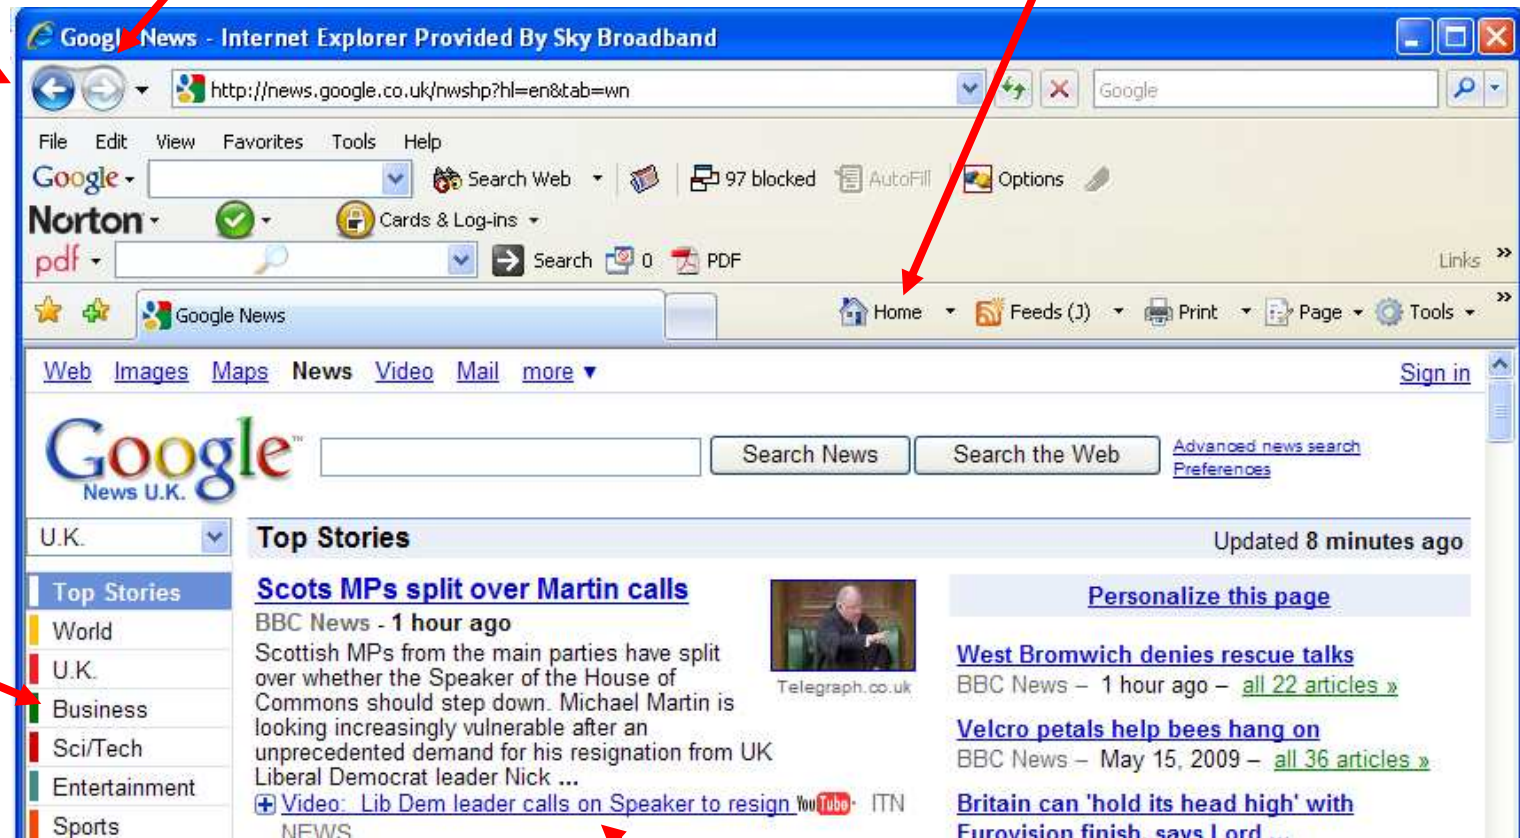 Google News - Internet Explorer Provided By Sky Broadband
http://news.google.co.uk/nwshp?hl=en&tab=wn
Google
File Edit View Favorites Tools Help
Google Search Web 97 blocked AutoFill Options
Norton Cards & Log-ins
pdf Search 0 PDF Links »
Google News Home Feeds (J) Print Page Tools »
Web Images Maps News Video Mail more ▼ Sign in
Google™
News U.K.
Search News Search the Web
Advanced news search
Preferences
U.K.
Top Stories
World
U.K.
Business
Sci/Tech
Entertainment
Sports
Top Stories Updated 8 minutes ago
Scots MPs split over Martin calls
BBC News - 1 hour ago
Scottish MPs from the main parties have split
over whether the Speaker of the House of
Commons should step down. Michael Martin is
looking increasingly vulnerable after an
unprecedented demand for his resignation from UK
Liberal Democrat leader Nick ...
Video: Lib Dem leader calls on Speaker to resign YouTube ITN
NEWS
Telegraph.co.uk
Personalize this page
West Bromwich denies rescue talks
BBC News – 1 hour ago – all 22 articles »
Velcro petals help bees hang on
BBC News – May 15, 2009 – all 36 articles »
Britain can 'hold its head high' with
Eurovision finish, says Lord ...